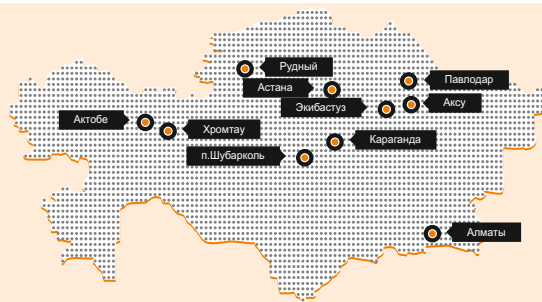 Рудный
Астана
Павлодар
Экибастуз
Аксу
Актобе
Хромтау
Караганда
п.Шубарколь
Алматы